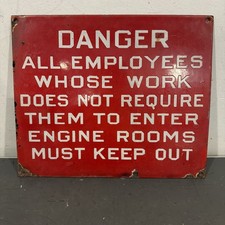 DANGER
ALL EMPLOYEES
WHOSE WORK
DOES NOT REQUIRE
THEM TO ENTER
ENGINE ROOMS
MUST KEEP OUT